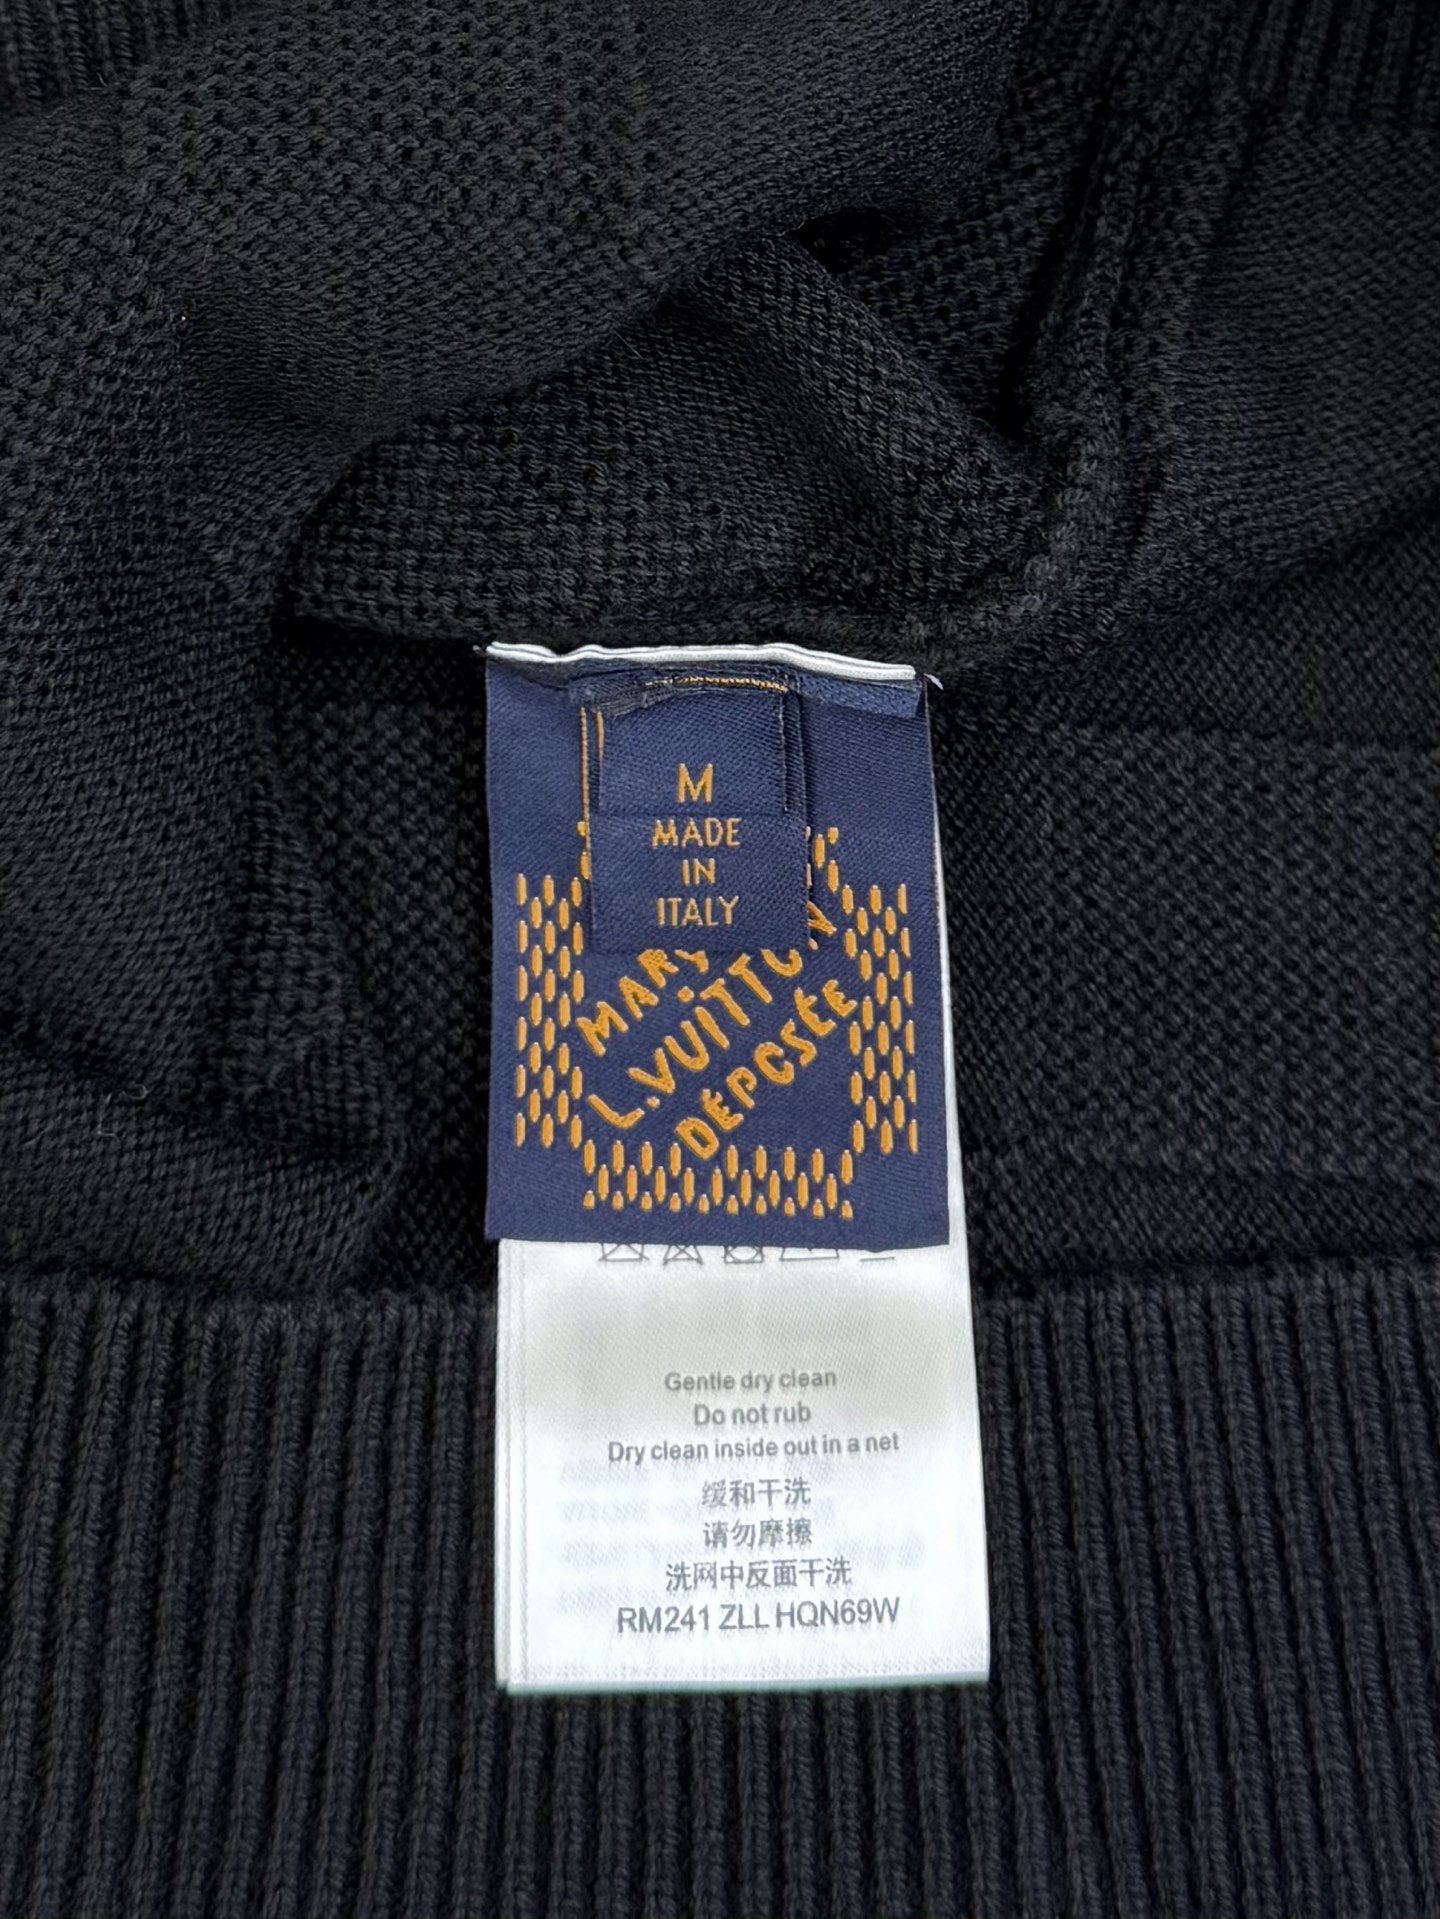 M
MADE
IN
ITALY
MARQ
L.VUITTON
DÉPOSÉE
Gentle dry clean
Do not rub
Dry clean inside out in a net
缓和干洗
请勿摩擦
洗网中反面干洗
RM241 ZLL HQN69W